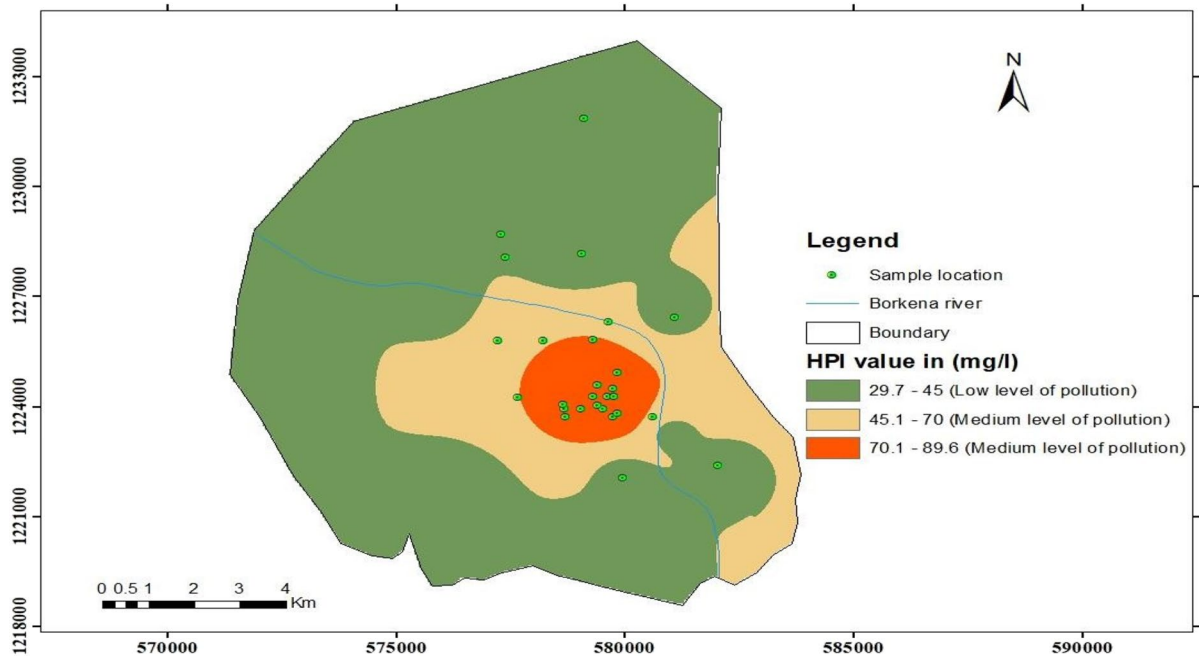 1233000
1230000
1227000
1224000
1221000
1218000
N
Legend
Sample location
Borkena river
Boundary
HPI value in (mg/l)
29.7 - 45 (Low level of pollution)
45.1 - 70 (Medium level of pollution)
70.1 - 89.6 (Medium level of pollution)
0 0.5 1 2 3 4
Km
570000 575000 580000 585000 590000